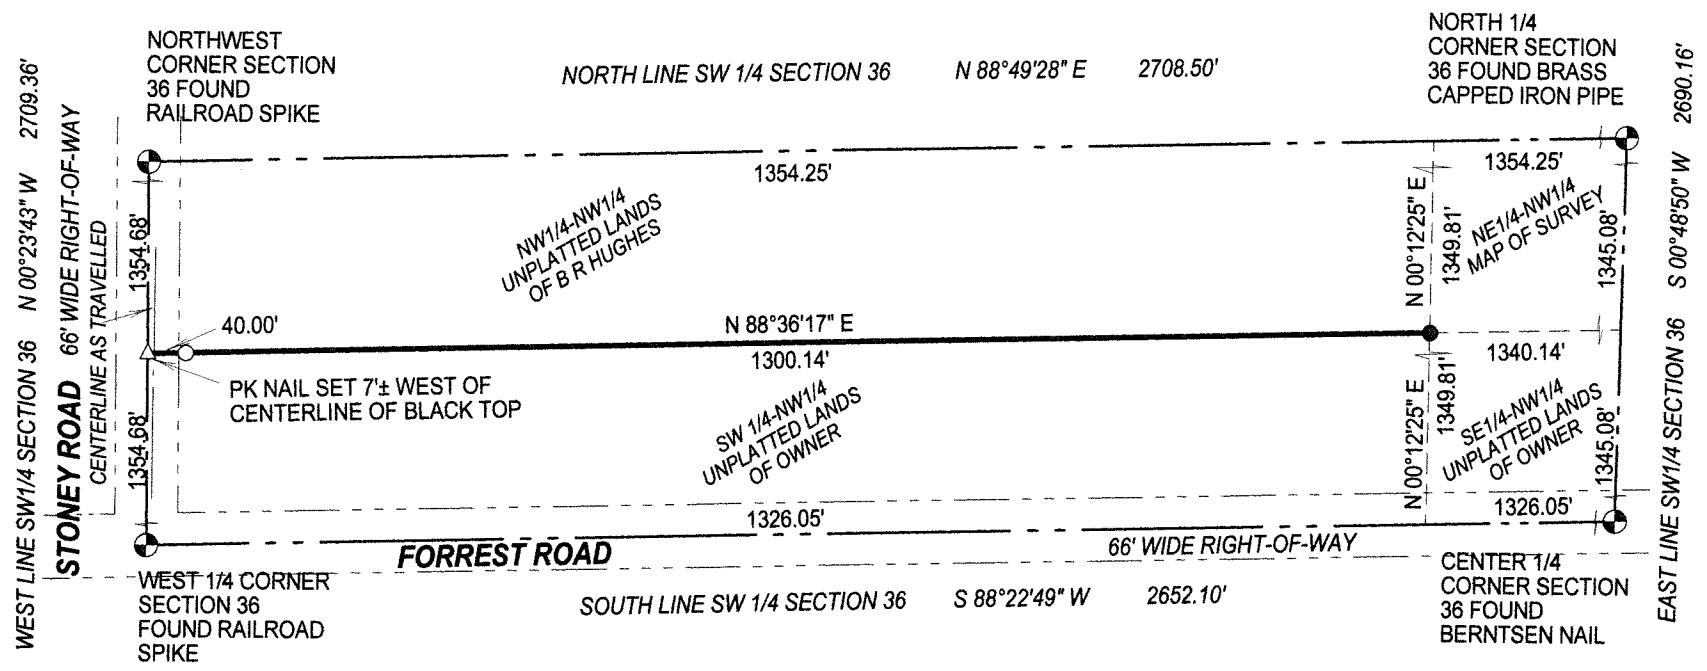 NORTHWEST
CORNER SECTION
36 FOUND
RAILROAD SPIKE
NORTH LINE SW 1/4 SECTION 36 N 88°49'28" E 2708.50'
NORTH 1/4
CORNER SECTION
36 FOUND BRASS
CAPPED IRON PIPE
WEST LINE SW1/4 SECTION 36 N 00°23'43" W 2709.36'
STONEY ROAD 66' WIDE RIGHT-OF-WAY
CENTERLINE AS TRAVELLED
1354.68'
1354.68'
1354.25'
1354.25'
NW1/4-NW1/4
UNPLATTED LANDS
OF B R HUGHES
N 00°12'25" E
1349.81'
NE1/4-NW1/4
MAP OF SURVEY
1345.08'
EAST LINE SW1/4 SECTION 36 S 00°48'50" W 2690.16'
40.00'
N 88°36'17" E
1300.14'
1340.14'
PK NAIL SET 7'± WEST OF
CENTERLINE OF BLACK TOP
SW 1/4-NW1/4
UNPLATTED LANDS
OF OWNER
N 00°12'25" E
1349.81'
SE1/4-NW1/4
UNPLATTED LANDS
OF OWNER
1345.08'
1326.05'
1326.05'
FORREST ROAD
66' WIDE RIGHT-OF-WAY
WEST 1/4 CORNER
SECTION 36
FOUND RAILROAD
SPIKE
SOUTH LINE SW 1/4 SECTION 36 S 88°22'49" W 2652.10'
CENTER 1/4
CORNER SECTION
36 FOUND
BERNTSEN NAIL